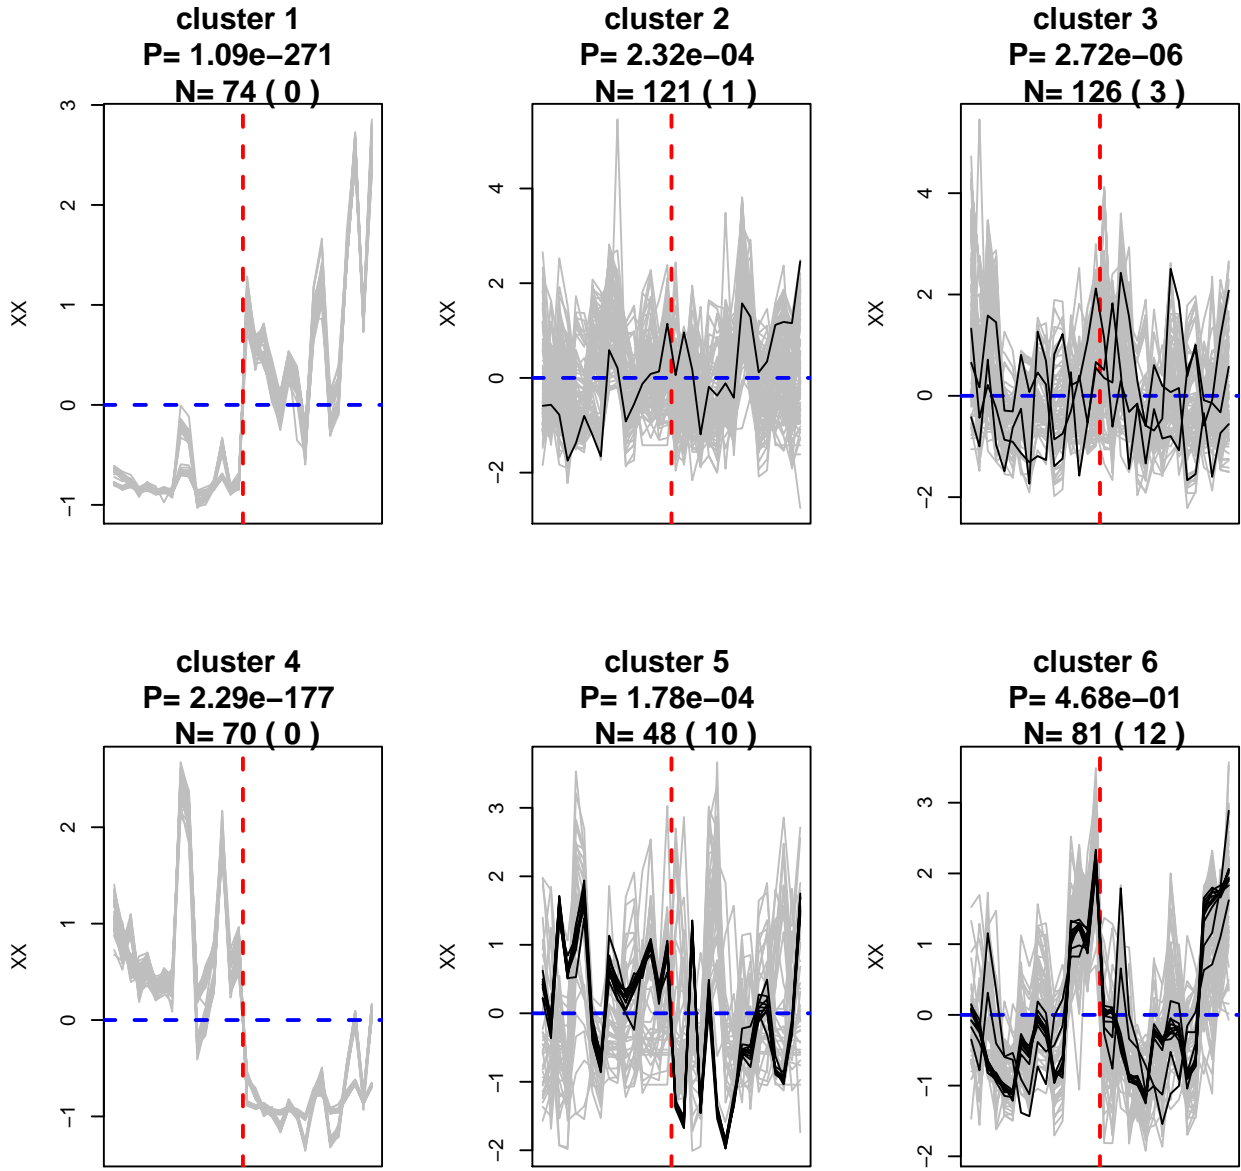 cluster 1
P= 1.09e−271
N= 74 ( 0 )
XX
3
2
1
0
−1
cluster 2
P= 2.32e−04
N= 121 ( 1 )
XX
4
2
0
−2
cluster 3
P= 2.72e−06
N= 126 ( 3 )
XX
4
2
0
−2
cluster 4
P= 2.29e−177
N= 70 ( 0 )
XX
2
1
0
−1
cluster 5
P= 1.78e−04
N= 48 ( 10 )
XX
3
2
1
0
−1
−2
cluster 6
P= 4.68e−01
N= 81 ( 12 )
XX
3
2
1
0
−1
−2